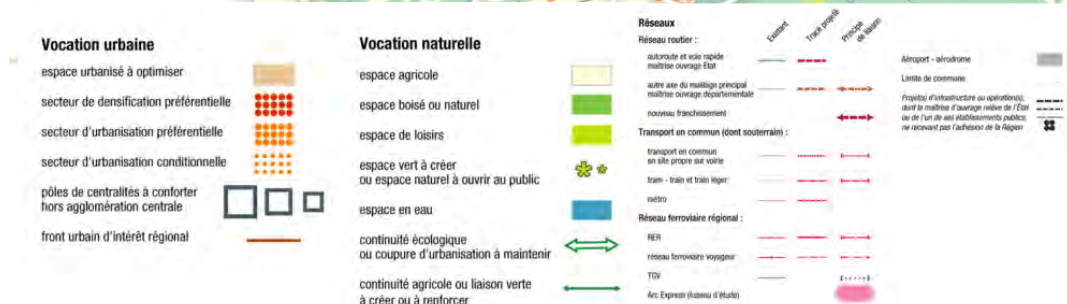 Vocation urbaine
espace urbanisé à optimiser
secteur de densification préférentielle
secteur d'urbanisation préférentielle
secteur d'urbanisation conditionnelle
pôles de centralités à conforter
hors agglomération centrale
front urbain d'intérêt régional
Vocation naturelle
espace agricole
espace boisé ou naturel
espace de loisirs
espace vert à créer
ou espace naturel à ouvrir au public
espace en eau
continuité écologique
ou coupure d'urbanisation à maintenir
continuité agricole ou liaison verte
à créer ou à renforcer
Réseaux
Existant
Tracé projeté
Principe
de liaison
Réseau routier :
autoroute et voie rapide
maîtrise ouvrage État
autre axe du maillage principal
maîtrise ouvrage départementale
nouveau franchissement
Transport en commun (dont souterrain) :
transport en commun
en site propre sur voirie
tram - train et train léger
métro
Réseau ferroviaire régional :
RER
réseau ferroviaire voyageur
TGV
Arc Express (fuseau d'étude)
Aéroport - aérodrome
Limite de commune
Projet(s) d'infrastructure ou opération(s),
dont la maîtrise d'ouvrage relève de l'État
ou de l'un de ses établissements publics,
ne recevant pas l'adhésion de la Région